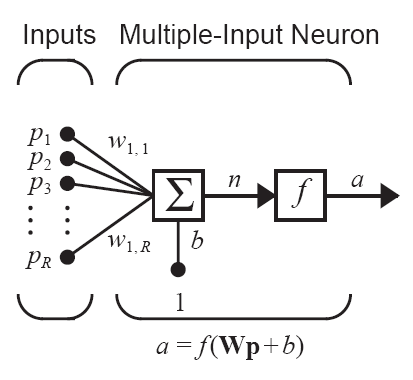 Inputs Multiple-Input Neuron
p1
w1,1
p2
p3
Σ
n
f
a
w1,R
b
pR
1
a = f(Wp+b)